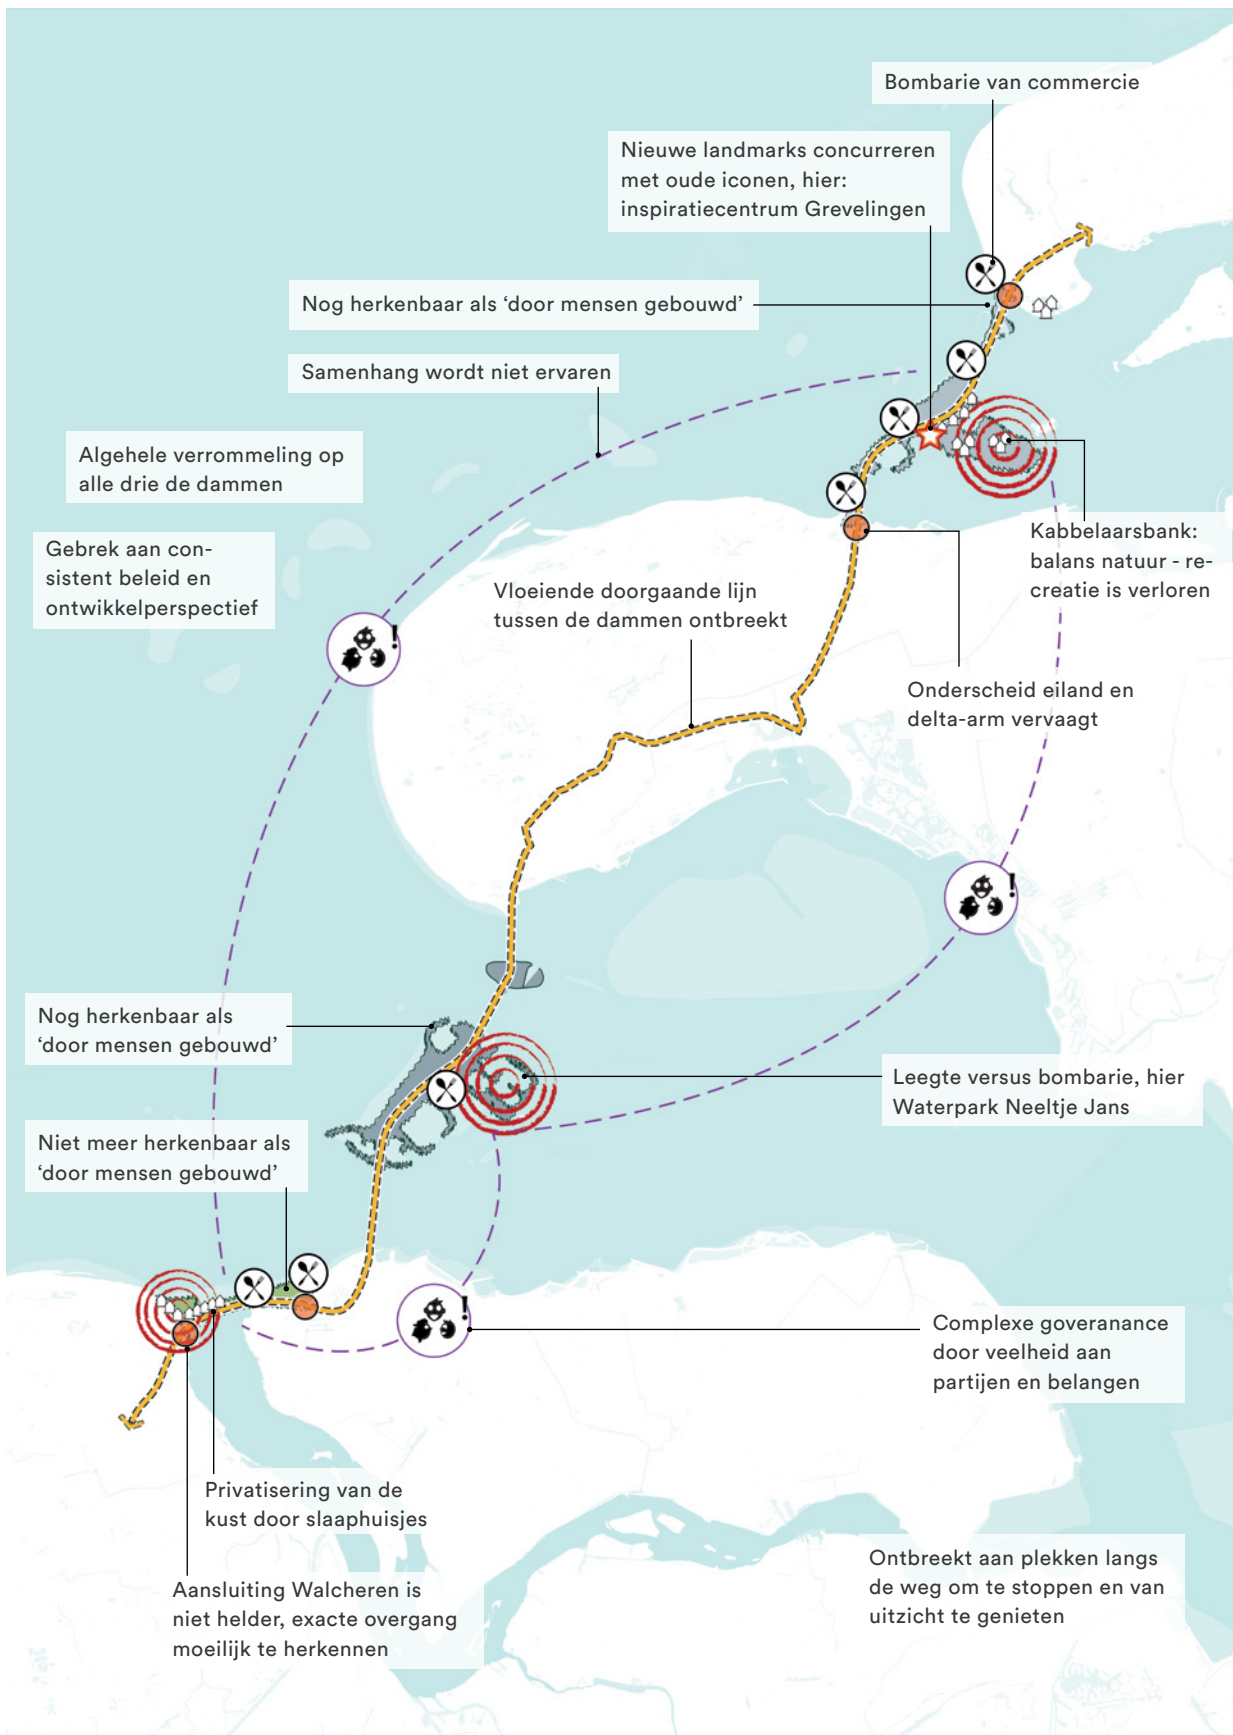 Bombarie van commercie
Nieuwe landmarks concurreren
met oude iconen, hier:
inspiratiecentrum Grevelingen
Nog herkenbaar als ‘door mensen gebouwd’
Samenhang wordt niet ervaren
Algehele verrommeling op
alle drie de dammen
Gebrek aan con-
sistent beleid en
ontwikkelperspectief
Kabbelaarsbank:
balans natuur - re-
creatie is verloren
Vloeiende doorgaande lijn
tussen de dammen ontbreekt
!
Onderscheid eiland en
delta-arm vervaagt
!
Nog herkenbaar als
‘door mensen gebouwd’
Leegte versus bombarie, hier
Waterpark Neeltje Jans
Niet meer herkenbaar als
‘door mensen gebouwd’
!
Complexe goveranance
door veelheid aan
partijen en belangen
Privatisering van de
kust door slaaphuisjes
Ontbreekt aan plekken langs
de weg om te stoppen en van
uitzicht te genieten
Aansluiting Walcheren is
niet helder, exacte overgang
moeilijk te herkennen